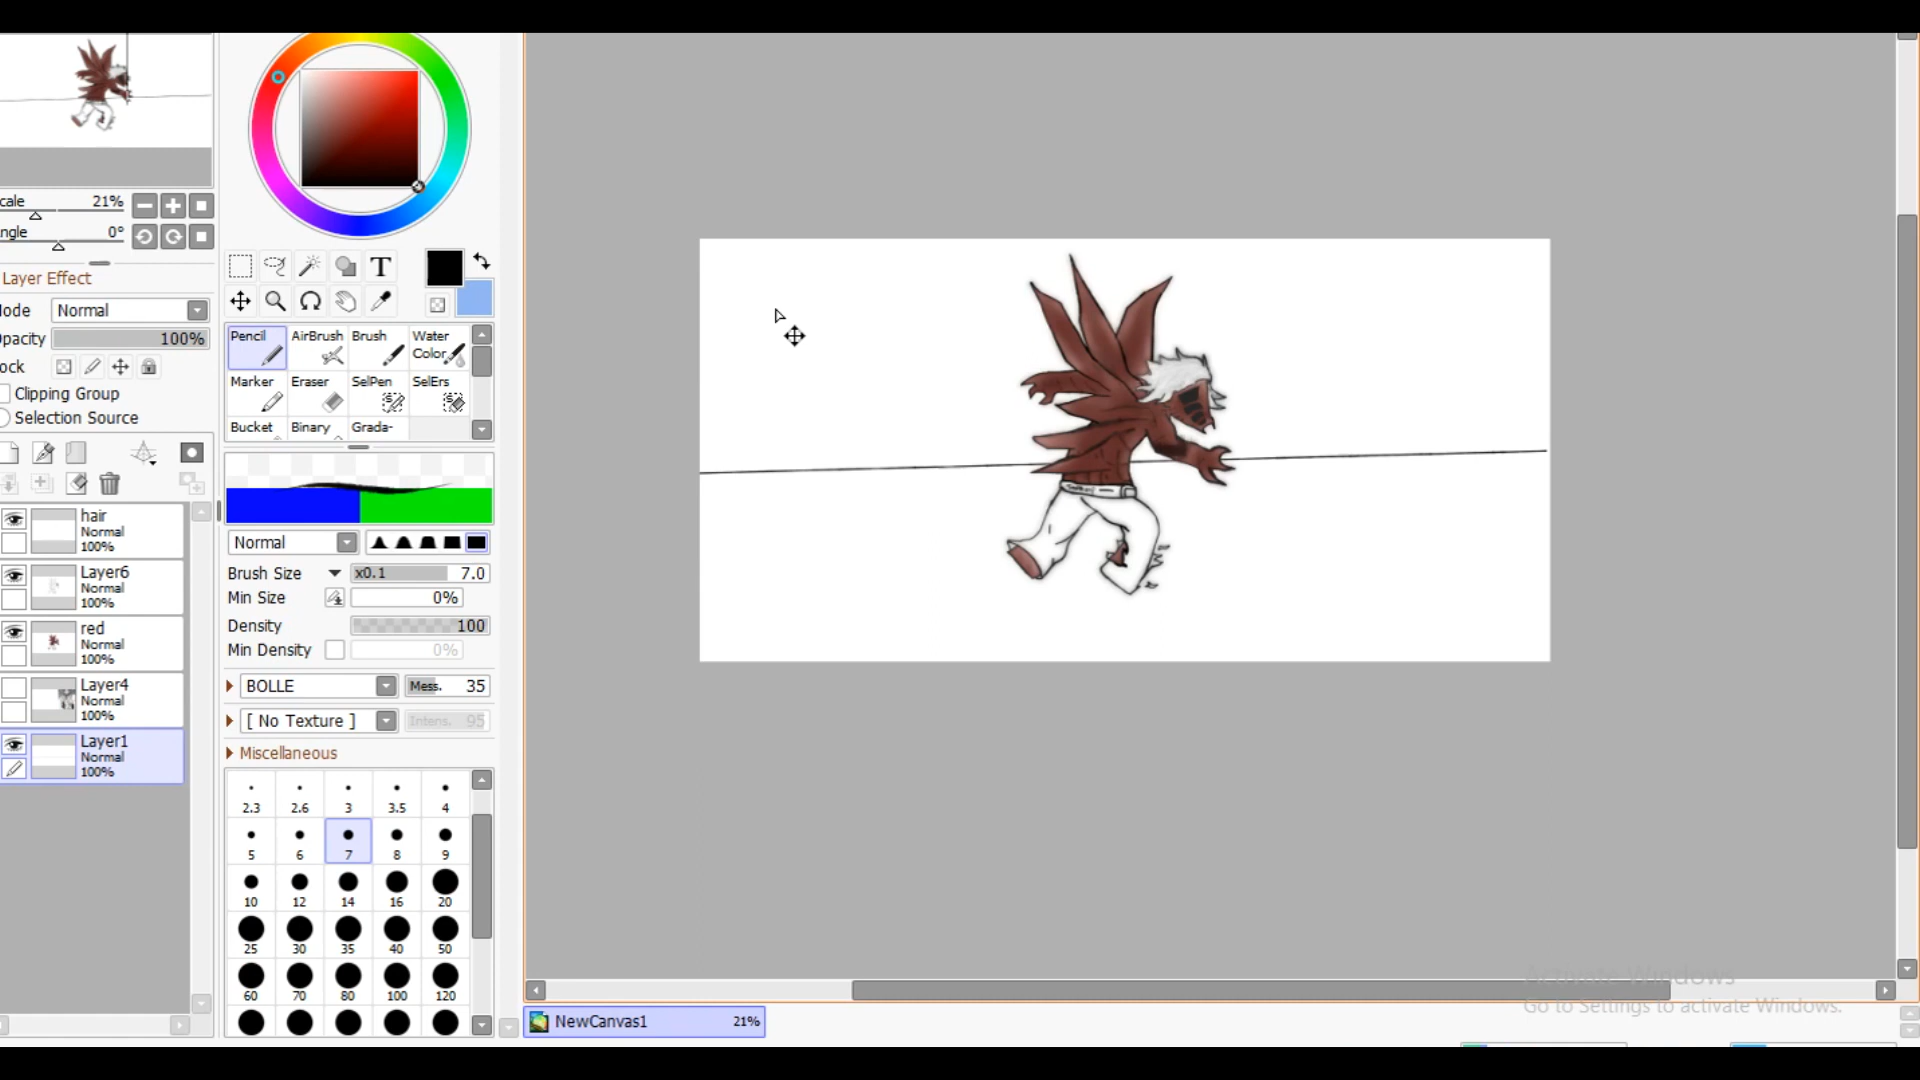 cale 21%
ngle 0°
Layer Effect
ode Normal
pacity 100%
ock
Clipping Group
Selection Source
hair
Normal
100%
Layer6
Normal
100%
red
Normal
100%
Layer4
Normal
100%
Layer1
Normal
100%
T
Pencil AirBrush Brush Water Color
Marker Eraser SelPen SelErs
Bucket Binary Grada-
Normal
Brush Size x0.1 7.0
Min Size 0%
Density 100
Min Density 0%
BOLLE Mess. 35
[ No Texture ] Intens. 95
Miscellaneous
2.3 2.6 3 3.5 4
5 6 7 8 9
10 12 14 16 20
25 30 35 40 50
60 70 80 100 120
NewCanvas1 21%
Activate Windows
Go to Settings to activate Windows.